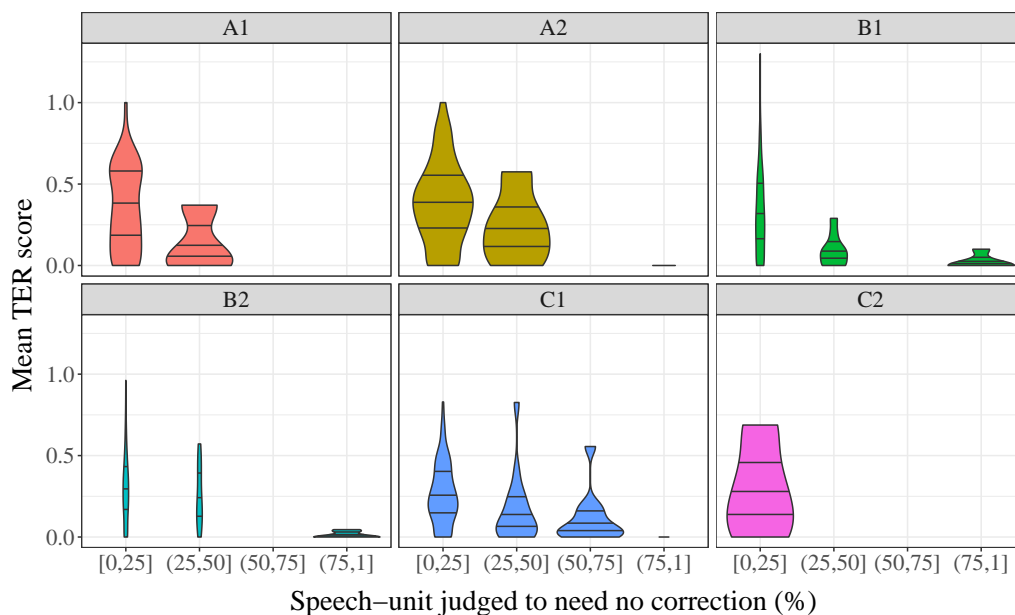 A1 A2 B1
1.0
0.5
0.0
B2 C1 C2
1.0
0.5
0.0
[0,25] (25,50] (50,75] (75,1] [0,25] (25,50] (50,75] (75,1] [0,25] (25,50] (50,75] (75,1]
Speech−unit judged to need no correction (%)
Mean TER score